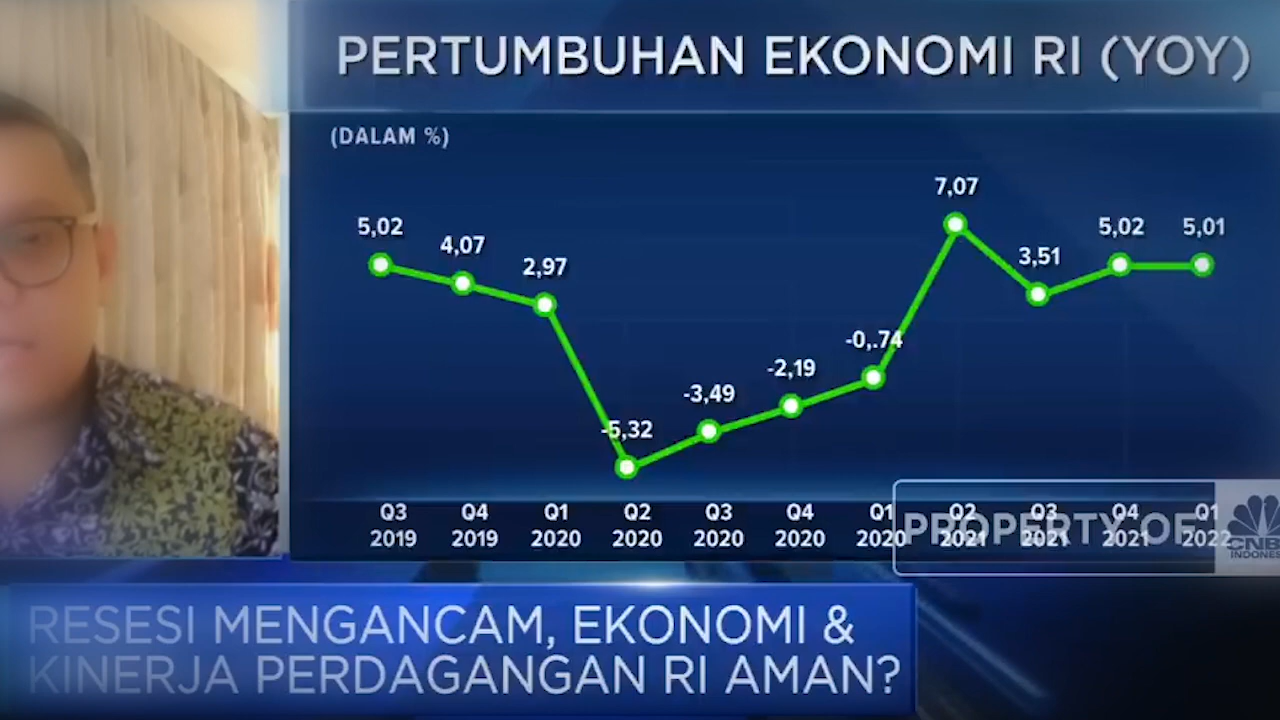 PERTUMBUHAN EKONOMI RI (YOY)
(DALAM %)
5,02
4,07
2,97
-5,32
-3,49
-2,19
-0,.74
7,07
3,51
5,02
5,01
Q3 Q4 Q1 Q2 Q3 Q4 Q1 Q2 Q3 Q4 Q1
2019 2019 2020 2020 2020 2020 2020 2021 2021 2021 2022
PROPERTY OF
CNB
INDONES
RESESI MENGANCAM, EKONOMI &
KINERJA PERDAGANGAN RI AMAN?